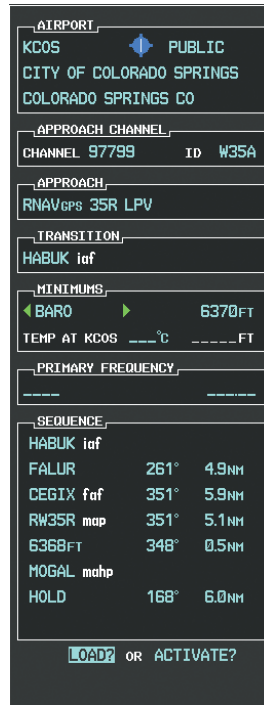 AIRPORT
KCOS PUBLIC
CITY OF COLORADO SPRINGS
COLORADO SPRINGS CO
APPROACH CHANNEL
CHANNEL 97799 ID W35A
APPROACH
RNAVGPS 35R LPV
TRANSITION
HABUK iaf
MINIMUMS
BARO 6370FT
TEMP AT KCOS ___°C _____FT
PRIMARY FREQUENCY
---- ------
SEQUENCE
HABUK iaf
FALUR 261° 4.9NM
CEGIX faf 351° 5.9NM
RW35R map 351° 5.1NM
6368FT 348° 0.5NM
MOGAL mahp
HOLD 168° 6.0NM
LOAD? OR ACTIVATE?